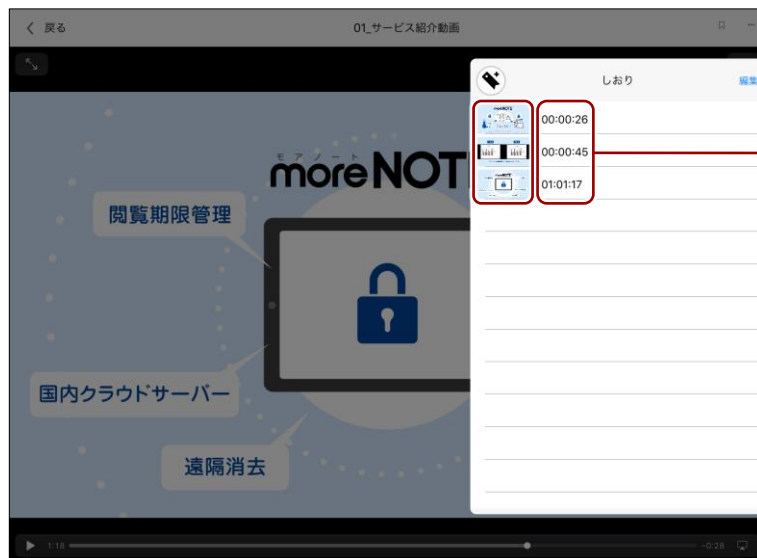 戻る
01_サービス紹介動画
しおり
編集
00:00:26
00:00:45
01:01:17
モアノート
moreNOT
閲覧期限管理
国内クラウドサーバー
遠隔消去
1:18
-0:28